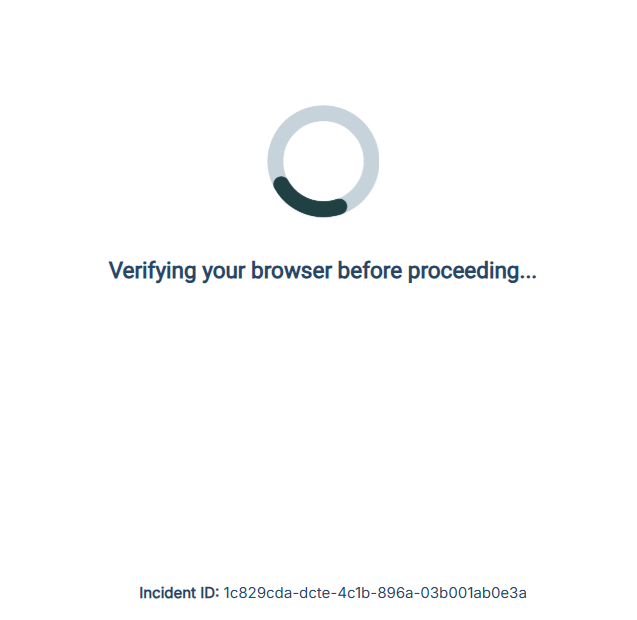 Verifying your browser before proceeding...
Incident ID: 1c829cda-dcte-4c1b-896a-03b001ab0e3a